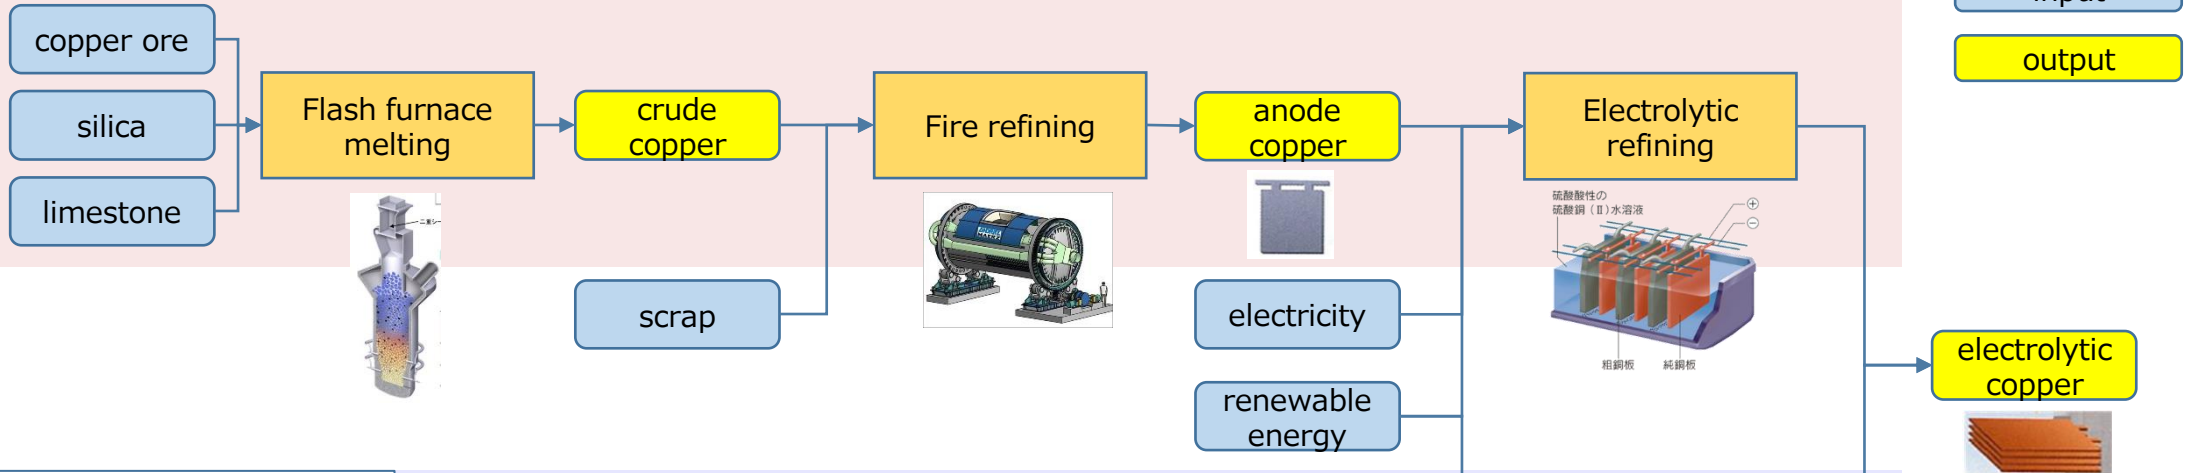 input
copper ore
silica
limestone
Flash furnace
melting
crude
copper
scrap
Fire refining
anode
copper
electricity
renewable
energy
Electrolytic
refining
硫酸酸性の
硫酸銅(Ⅱ)水溶液
+
−
粗銅板
純銅板
output
electrolytic
copper